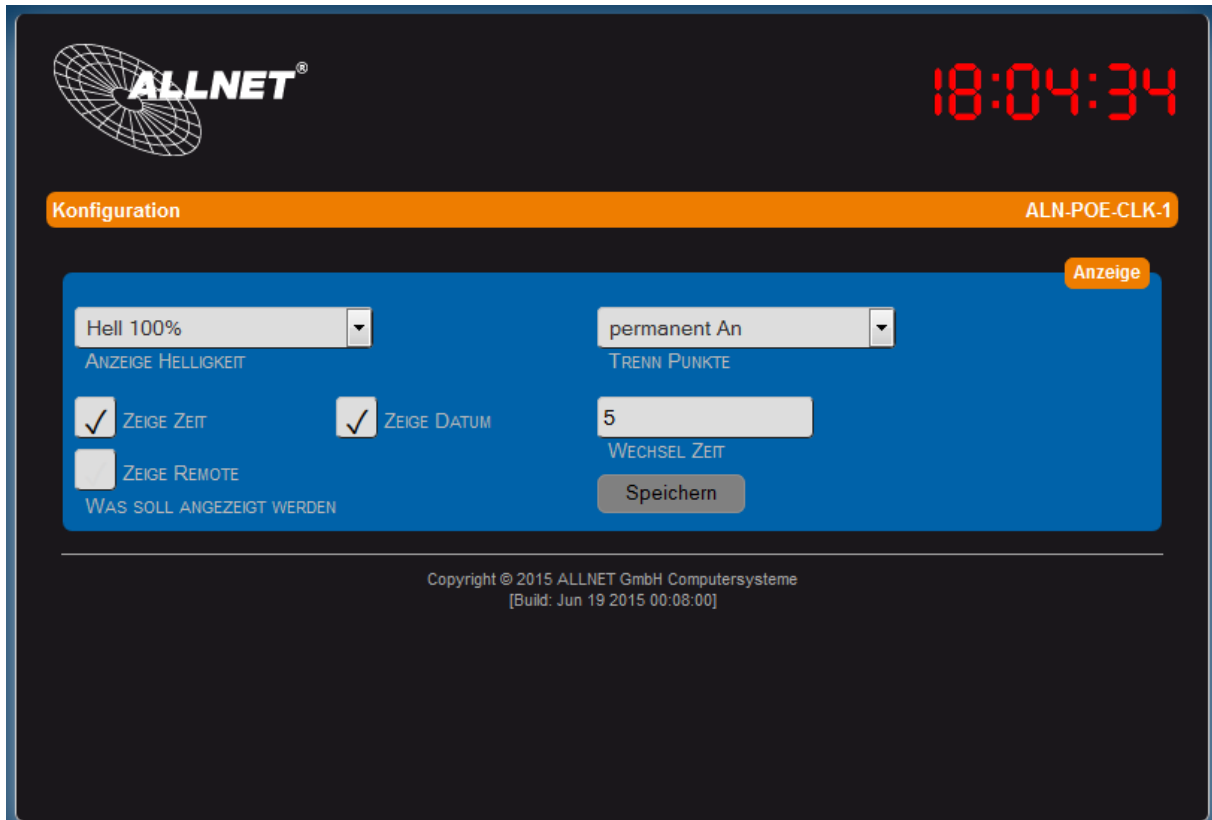 ALLNET®
18:04:34
Konfiguration
ALN-POE-CLK-1
Anzeige
Hell 100%
permanent An
ANZEIGE HELLIGKEIT
TRENN PUNKTE
✓ ZEIGE ZEIT
✓ ZEIGE DATUM
5
WECHSEL ZEIT
ZEIGE REMOTE
Speichern
WAS SOLL ANGEZEIGT WERDEN
Copyright © 2015 ALLNET GmbH Computersysteme
[Build: Jun 19 2015 00:08:00]